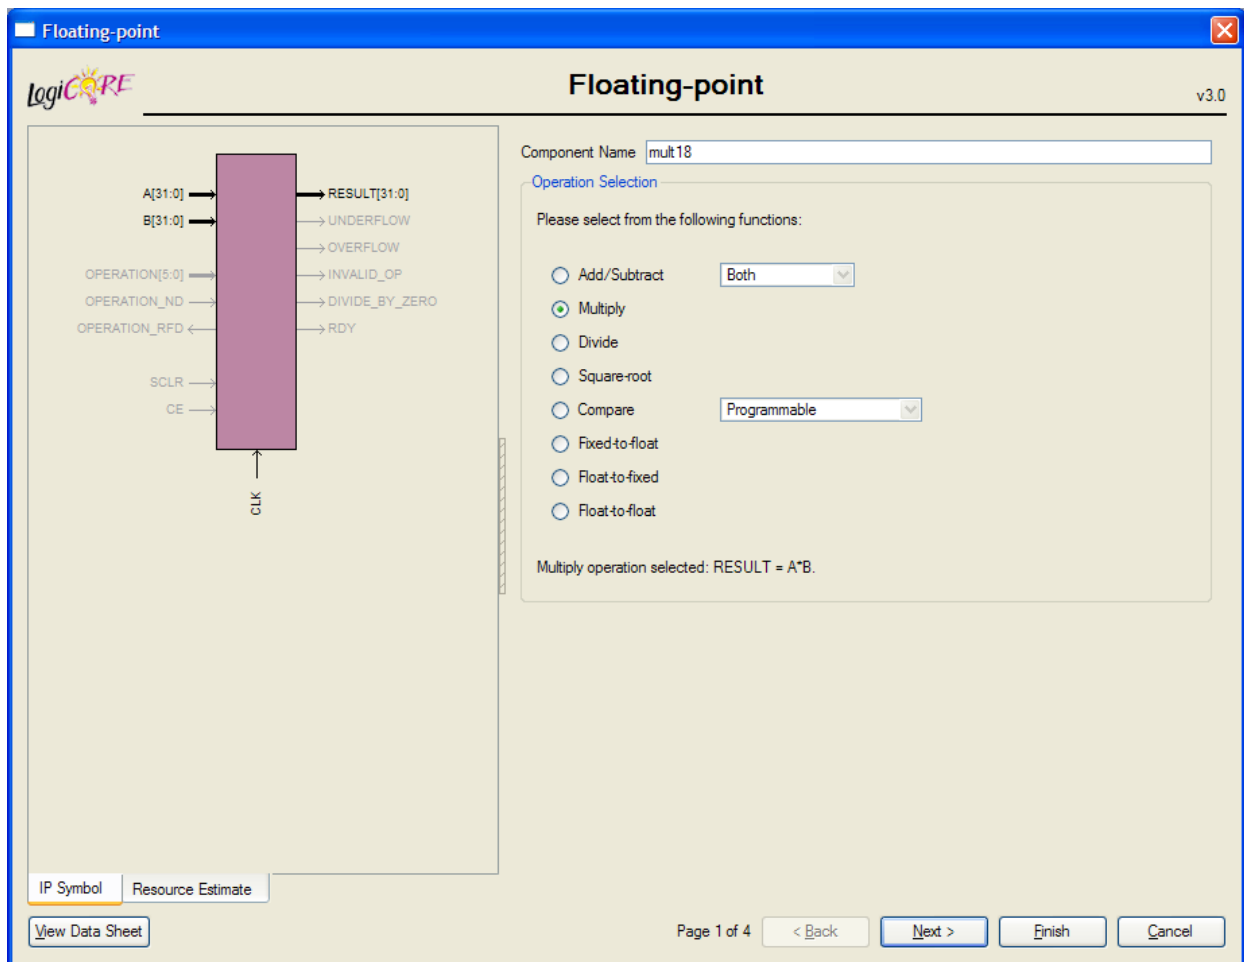 Floating-point
LogiCORE
Floating-point
v3.0
A[31:0]
B[31:0]
OPERATION[5:0]
OPERATION_ND
OPERATION_RFD
SCLR
CE
RESULT[31:0]
UNDERFLOW
OVERFLOW
INVALID_OP
DIVIDE_BY_ZERO
RDY
CLK
IP Symbol
Resource Estimate
Component Name mult18
Operation Selection
Please select from the following functions:
Add/Subtract Both
Multiply
Divide
Square-root
Compare Programmable
Fixed-to-float
Float-to-fixed
Float-to-float
Multiply operation selected: RESULT = A*B.
View Data Sheet
Page 1 of 4 < Back Next > Finish Cancel